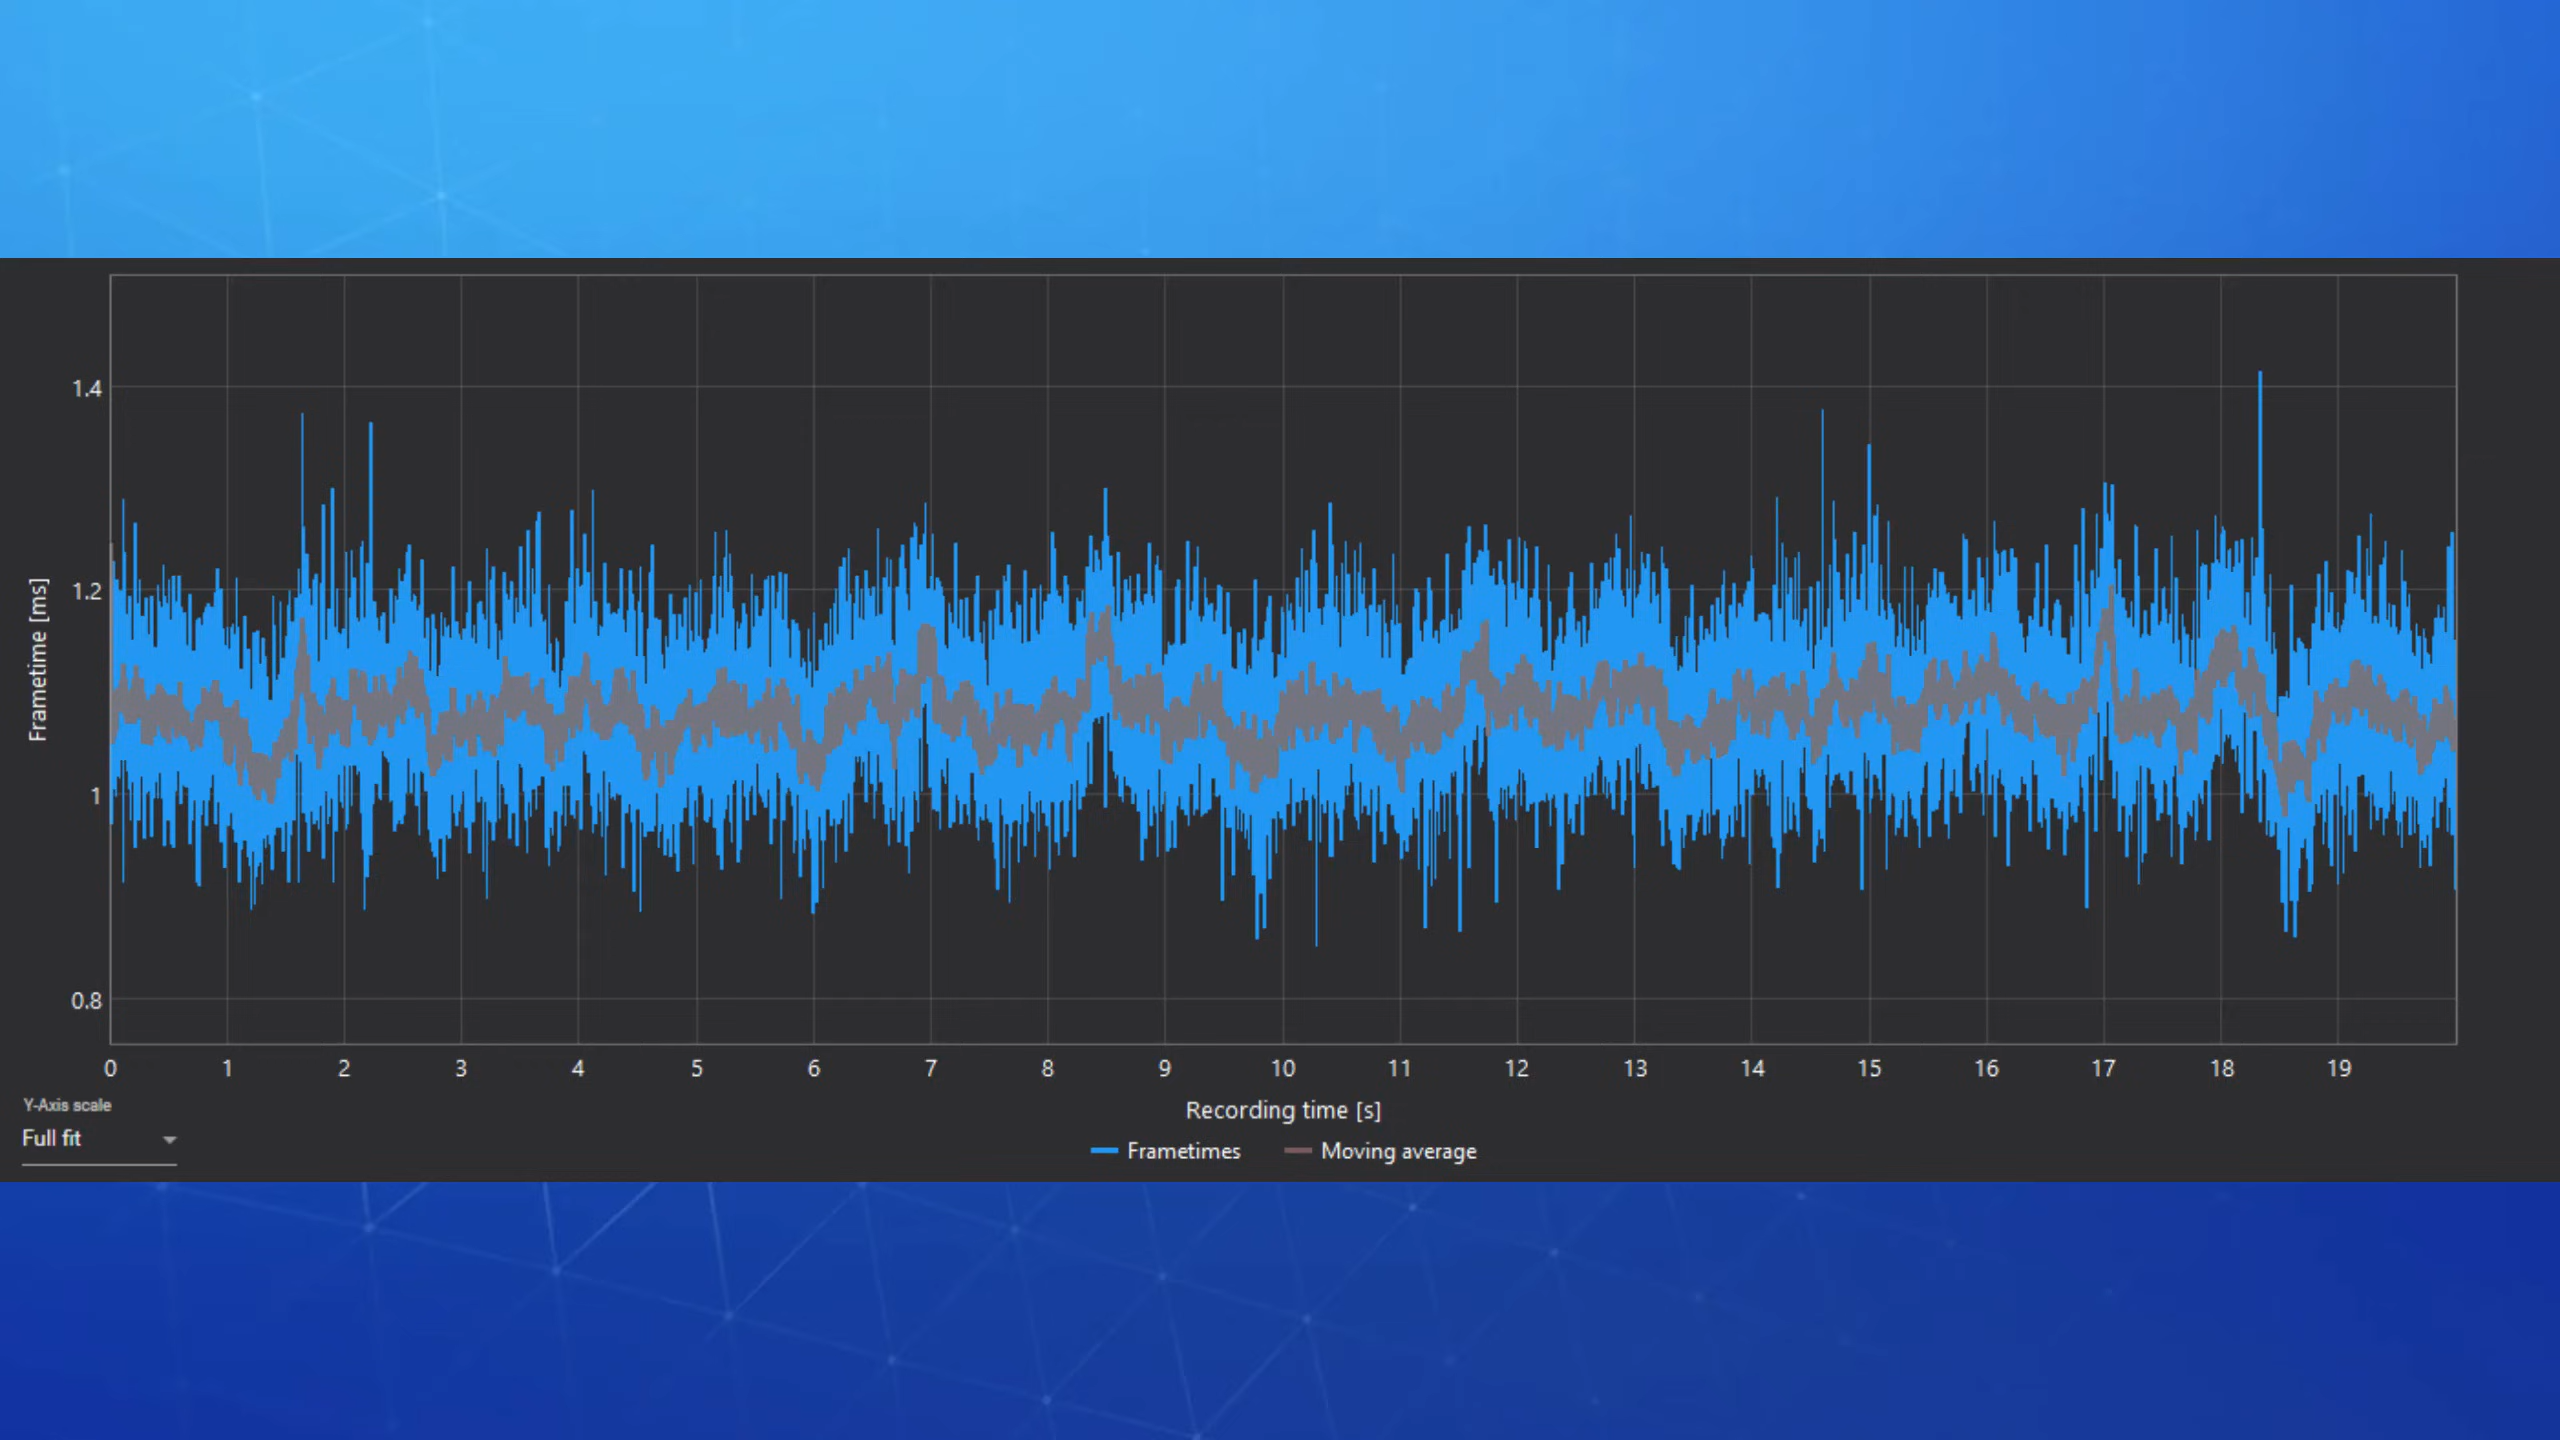 1.4
1.2
1
0.8
Frametime [ms]
0 1 2 3 4 5 6 7 8 9 10 11 12 13 14 15 16 17 18 19
Recording time [s]
Y-Axis scale
Full fit
Frametimes Moving average